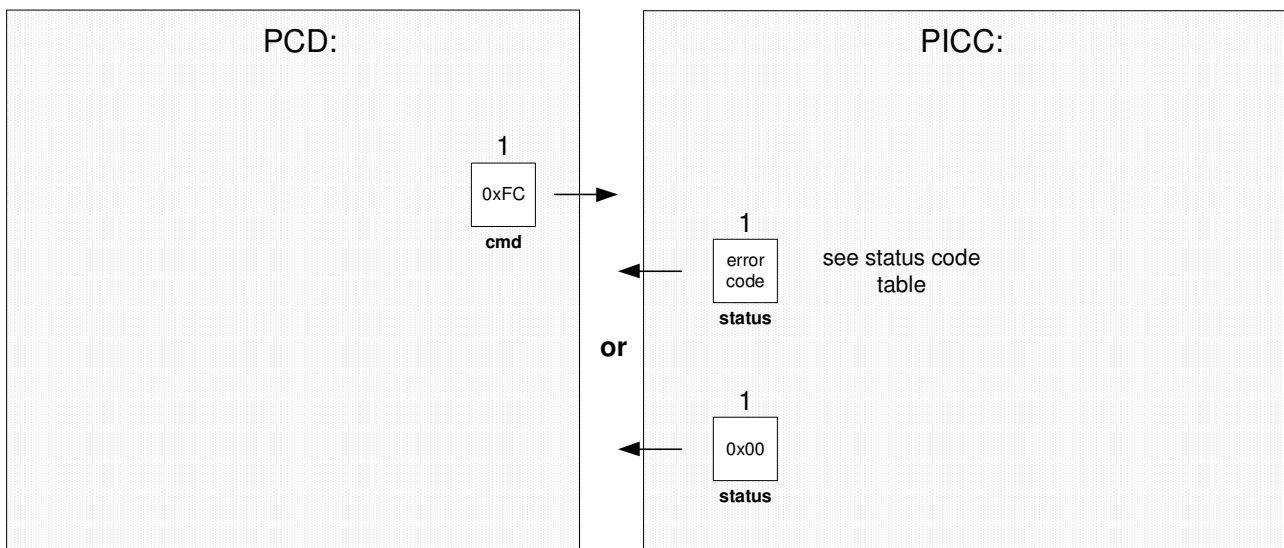 PCD:
PICC:
1
0xFC
cmd
1
error
code
status
see status code
table
or
1
0x00
status